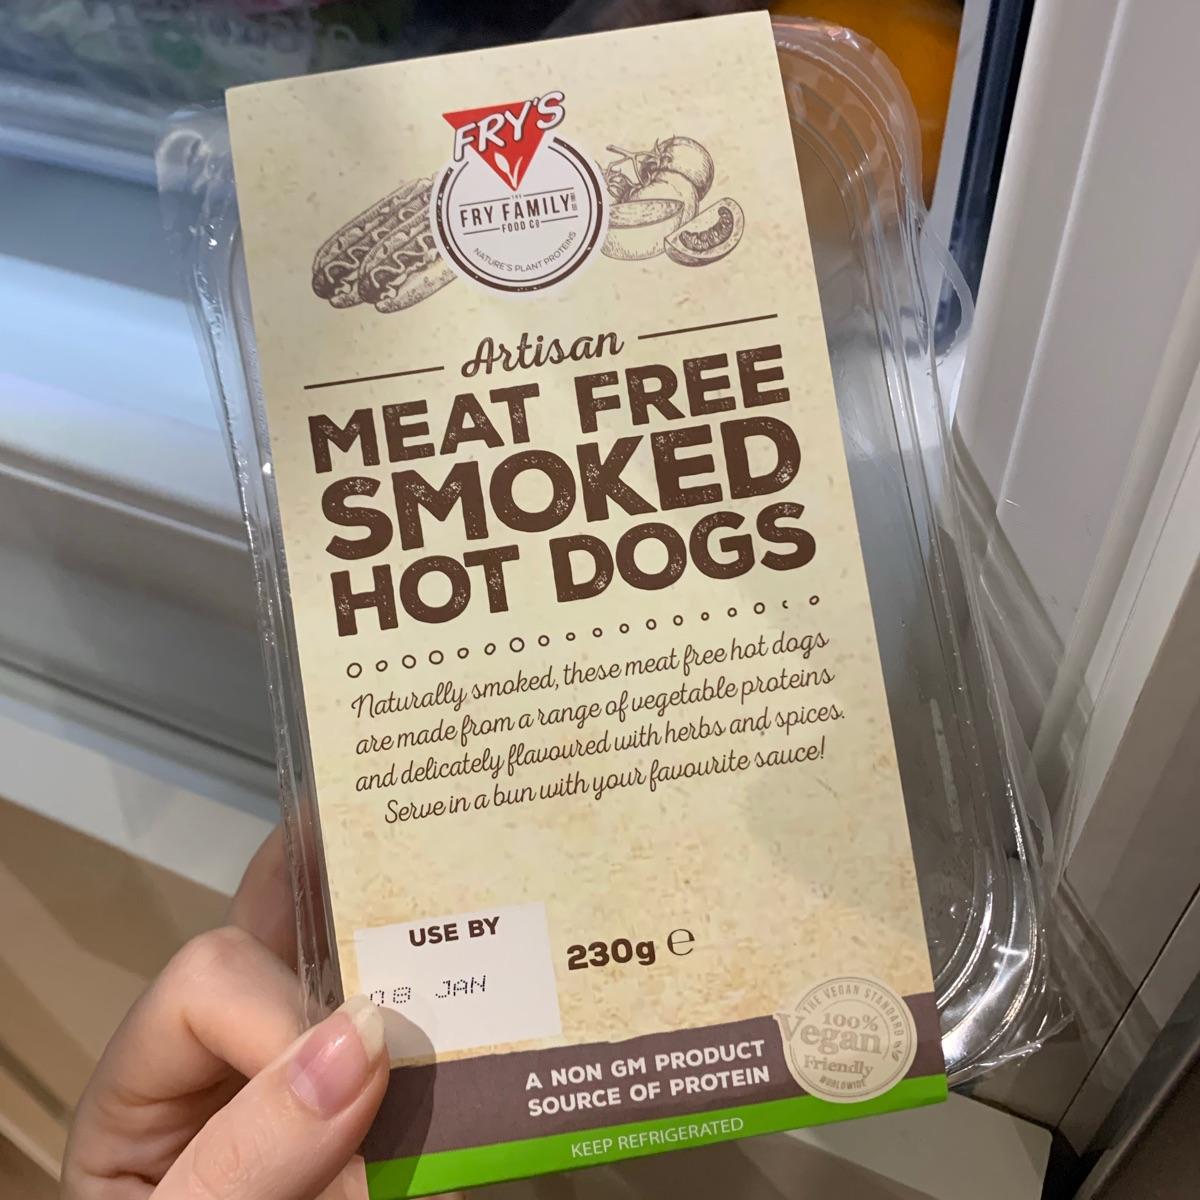 FRY'S
THE
FRY FAMILY
FOOD CO
NATURE'S PLANT PROTEINS
Artisan
MEAT FREE
SMOKED
HOT DOGS
Naturally smoked, these meat free hot dogs
are made from a range of vegetable proteins
and delicately flavoured with herbs and spices.
Serve in a bun with your favourite sauce!
USE BY
08 JAN
230g ℮
THE VEGAN STANDARD
100%
Vegan
Friendly
WORLDWIDE
A NON GM PRODUCT
SOURCE OF PROTEIN
KEEP REFRIGERATED